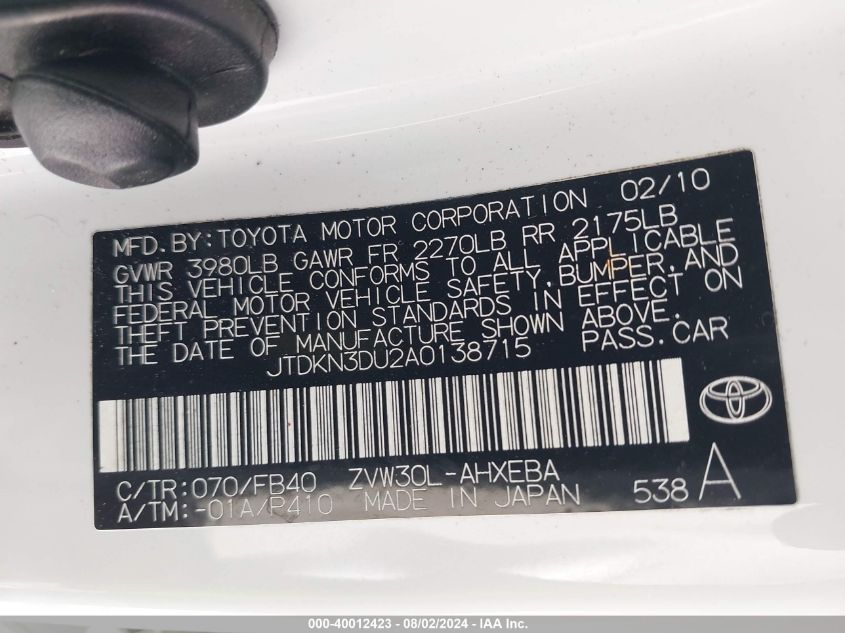 MFD. BY: TOYOTA MOTOR CORPORATION 02/10
GVWR 3980LB GAWR FR 2270LB RR 2175LB
THIS VEHICLE CONFORMS TO ALL APPLICABLE
FEDERAL MOTOR VEHICLE SAFETY, BUMPER, AND
THEFT PREVENTION STANDARDS IN EFFECT ON
THE DATE OF MANUFACTURE SHOWN ABOVE.
JTDKN3DU2A0138715 PASS. CAR
C/TR: 070/FB40 ZVW30L-AHXEBA
A/TM: -01A/P410 MADE IN JAPAN 538 A
000-40012423 - 08/02/2024 - IAA Holdings, LLC.